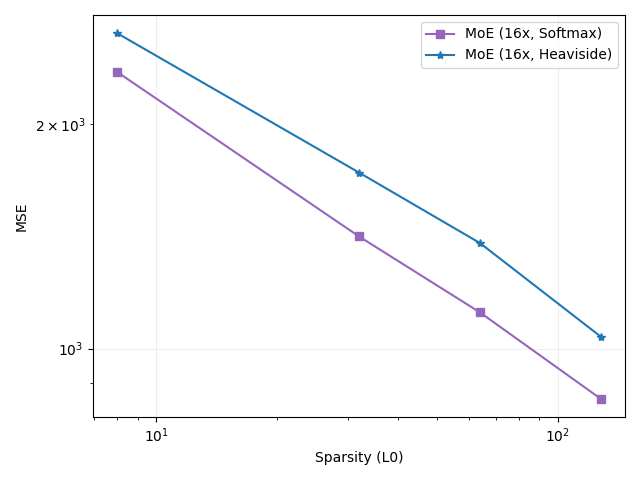 MoE (16x, Softmax)
MoE (16x, Heaviside)
2 × 10³
MSE
10³
10¹
10²
Sparsity (L0)